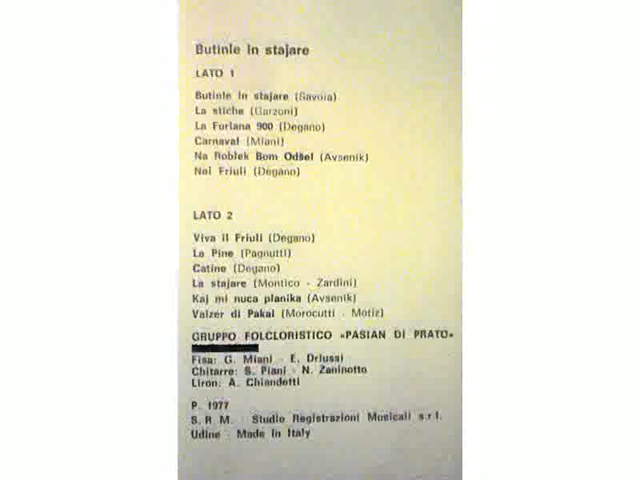 Butinle in stajare
LATO 1
Butinle in stajare (Savoia)
La stiche (Garzoni)
La Furlana 900 (Degano)
Carnaval (Miani)
Na Roblek Bom Odšel (Avsenik)
Nel Friuli (Degano)
LATO 2
Viva il Friuli (Degano)
La Pine (Pagnutti)
Catine (Degano)
La stajare (Montico - Zardini)
Kaj mi nuca planika (Avsenik)
Valzer di Pakai (Morocutti - Motiz)
GRUPPO FOLCLORISTICO «PASIAN DI PRATO»
Fisa: G. Miani - E. Driussi
Chitarre: S. Piani - N. Zaninotto
Liron: A. Chiandetti
P. 1977
S. R. M. - Studio Registrazioni Musicali s.r.l.
Udine - Made in Italy